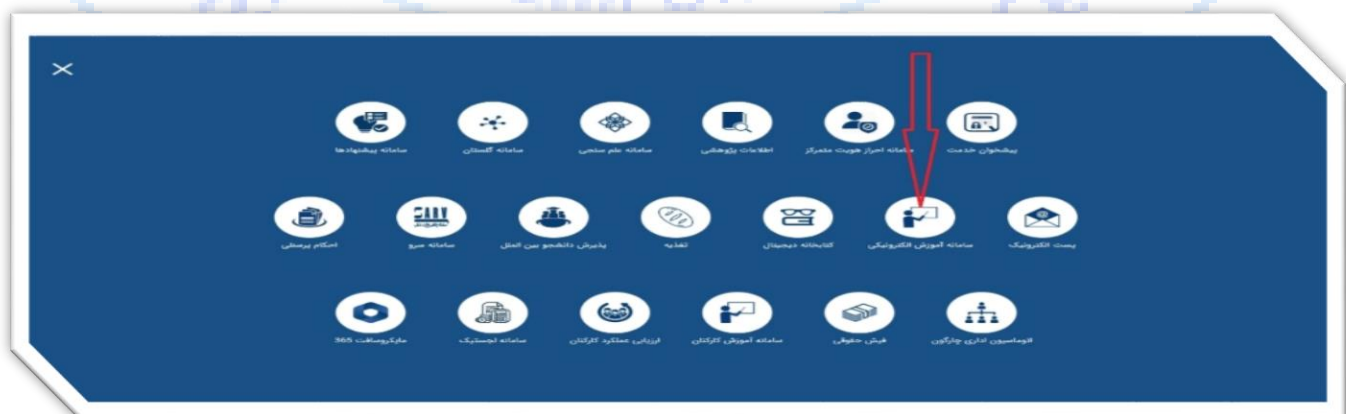 پیشخوان خدمت سامانه احراز هویت متمرکز اطلاعات پژوهشی سامانه علم سنجی سامانه گلستان سامانه پیشنهادها
پست الکترونیک سامانه آموزش الکترونیکی کتابخانه دیجیتال تغذیه پذیرش دانشجو بین الملل سامانه سرو احکام پرسنلی
اتوماسیون اداری چارگون فیش حقوقی سامانه آموزش کارکنان ارزیابی عملکرد کارکنان سامانه لجستیک مایکروسافت 365